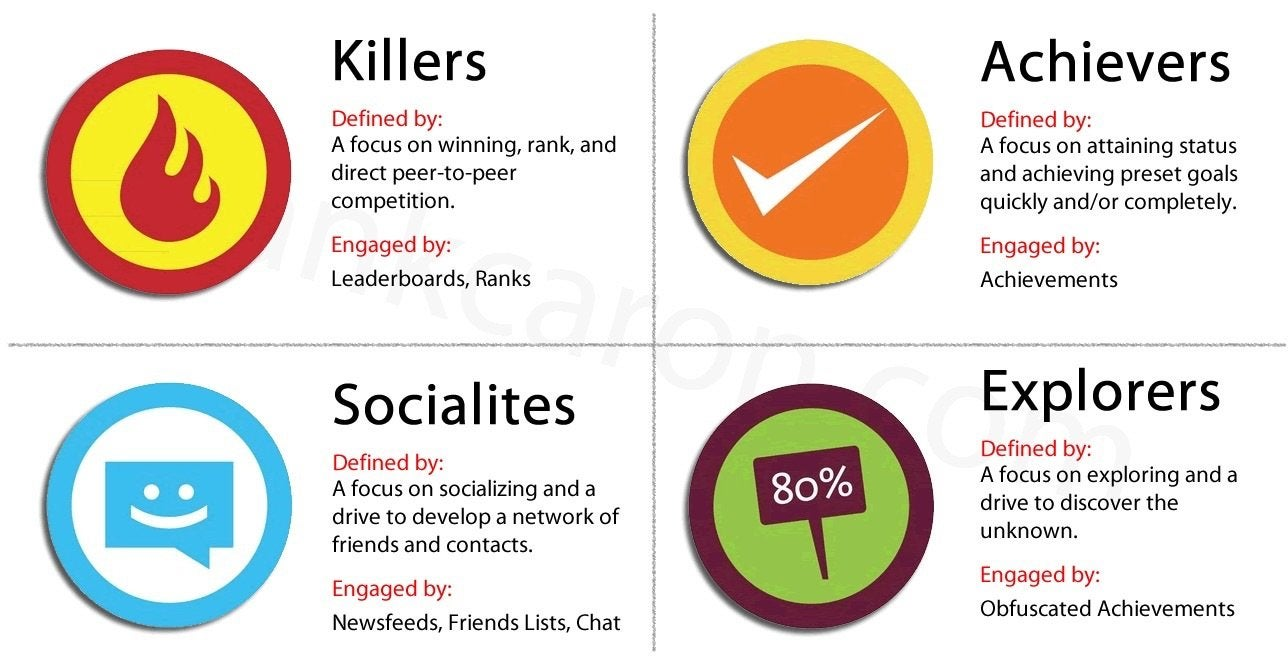 Killers
Defined by:
A focus on winning, rank, and
direct peer-to-peer
competition.
Engaged by:
Leaderboards, Ranks
Achievers
Defined by:
A focus on attaining status
and achieving preset goals
quickly and/or completely.
Engaged by:
Achievements
Socialites
Defined by:
A focus on socializing and a
drive to develop a network of
friends and contacts.
Engaged by:
Newsfeeds, Friends Lists, Chat
80%
Explorers
Defined by:
A focus on exploring and a
drive to discover the
unknown.
Engaged by:
Obfuscated Achievements